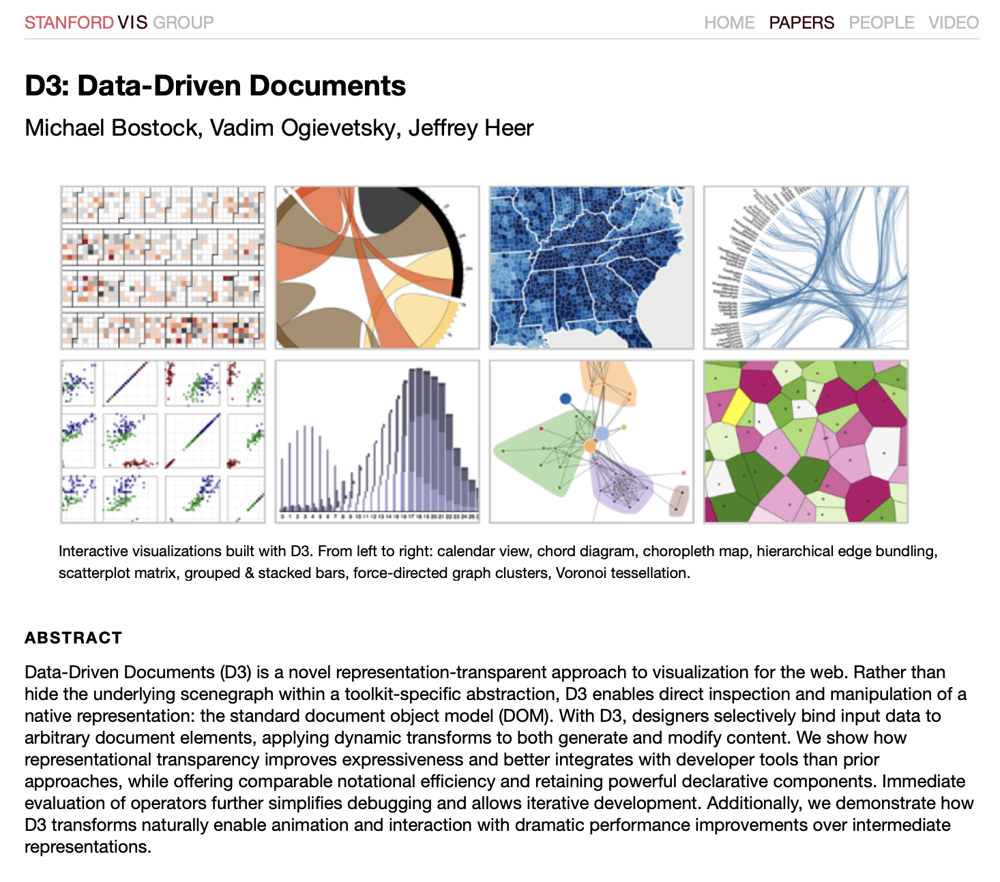 STANFORD VIS GROUP
HOME PAPERS PEOPLE VIDEO
D3: Data-Driven Documents
Michael Bostock, Vadim Ogievetsky, Jeffrey Heer
0 1 2 3 4 5 6 7 8 9 10 11 12 13 14 15 16 17 18 19 20 21 22 23 24 25
Interactive visualizations built with D3. From left to right: calendar view, chord diagram, choropleth map, hierarchical edge bundling,
scatterplot matrix, grouped & stacked bars, force-directed graph clusters, Voronoi tessellation.
ABSTRACT
Data-Driven Documents (D3) is a novel representation-transparent approach to visualization for the web. Rather than
hide the underlying scenegraph within a toolkit-specific abstraction, D3 enables direct inspection and manipulation of a
native representation: the standard document object model (DOM). With D3, designers selectively bind input data to
arbitrary document elements, applying dynamic transforms to both generate and modify content. We show how
representational transparency improves expressiveness and better integrates with developer tools than prior
approaches, while offering comparable notational efficiency and retaining powerful declarative components. Immediate
evaluation of operators further simplifies debugging and allows iterative development. Additionally, we demonstrate how
D3 transforms naturally enable animation and interaction with dramatic performance improvements over intermediate
representations.